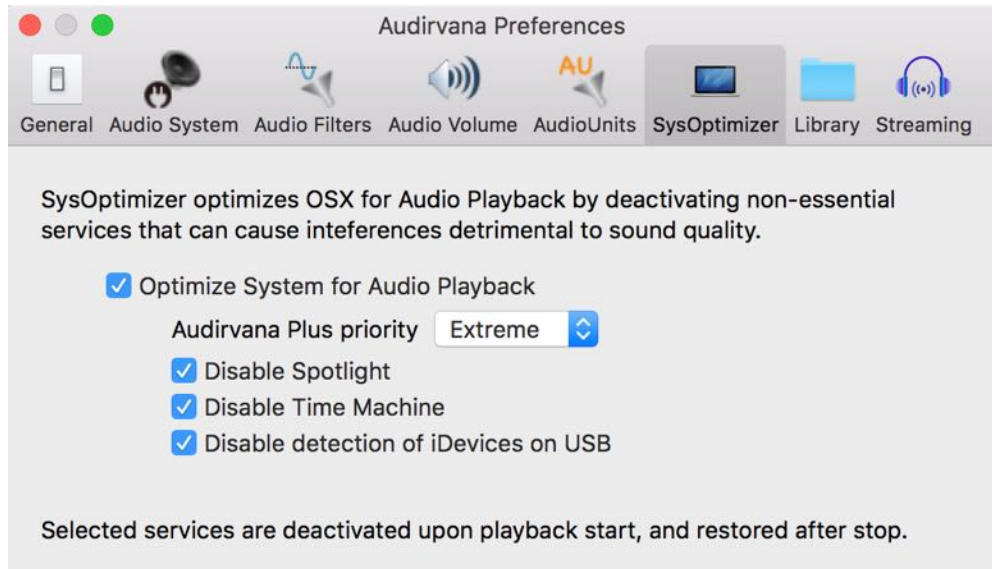 Audirvana Preferences
AU
General Audio System Audio Filters Audio Volume AudioUnits SysOptimizer Library Streaming
SysOptimizer optimizes OSX for Audio Playback by deactivating non-essential
services that can cause inteferences detrimental to sound quality.
Optimize System for Audio Playback
Audirvana Plus priority Extreme
Disable Spotlight
Disable Time Machine
Disable detection of iDevices on USB
Selected services are deactivated upon playback start, and restored after stop.